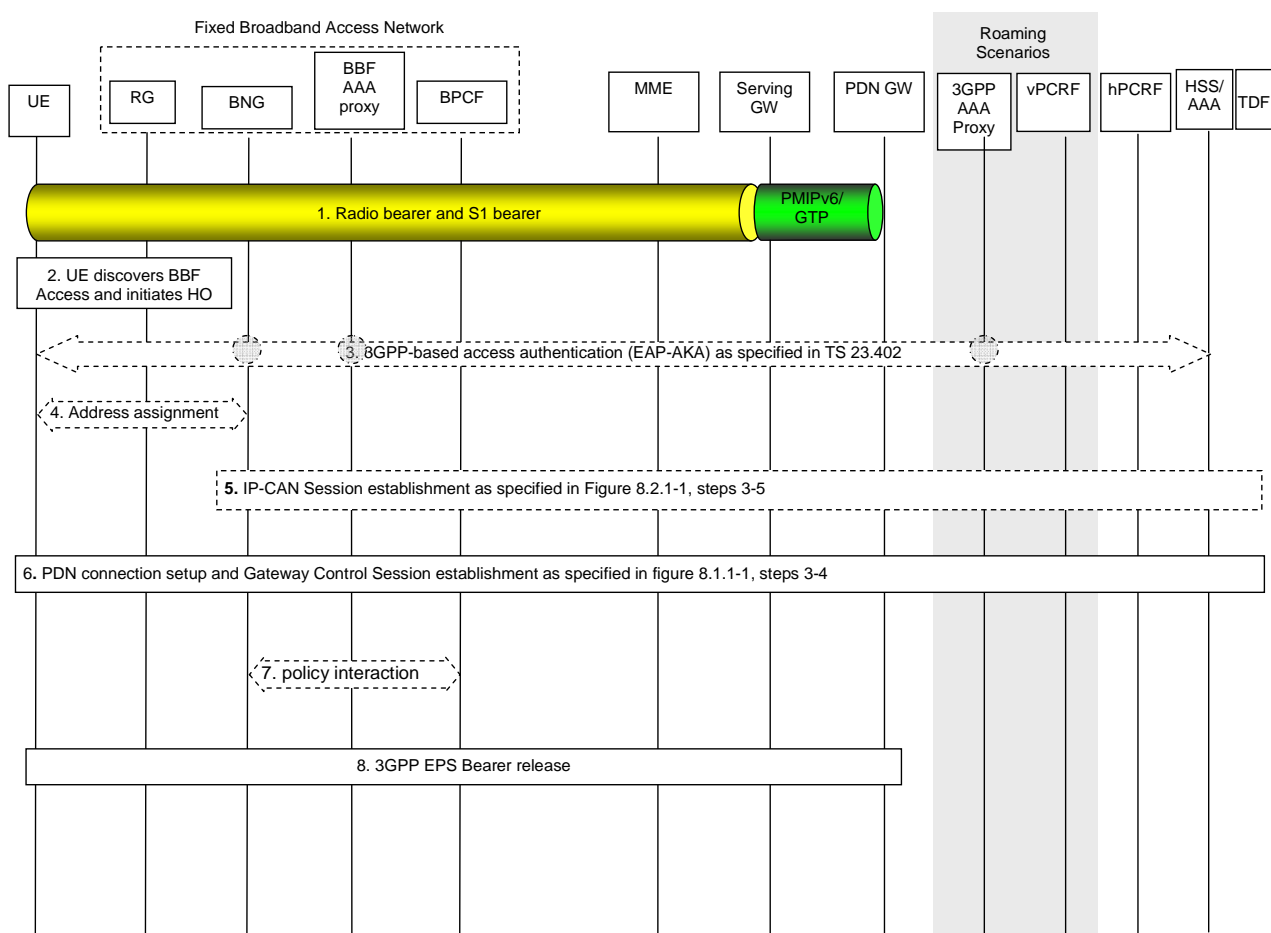 Fixed Broadband Access Network
Roaming
Scenarios
UE
RG
BNG
BBF
AAA
proxy
BPCF
MME
Serving
GW
PDN GW
3GPP
AAA
Proxy
vPCRF
hPCRF
HSS/
AAA
TDF
1. Radio bearer and S1 bearer
PMIPv6/
GTP
2. UE discovers BBF
Access and initiates HO
3. 3GPP-based access authentication (EAP-AKA) as specified in TS 23.402
4. Address assignment
5. IP-CAN Session establishment as specified in Figure 8.2.1-1, steps 3-5
6. PDN connection setup and Gateway Control Session establishment as specified in figure 8.1.1-1, steps 3-4
7. policy interaction
8. 3GPP EPS Bearer release